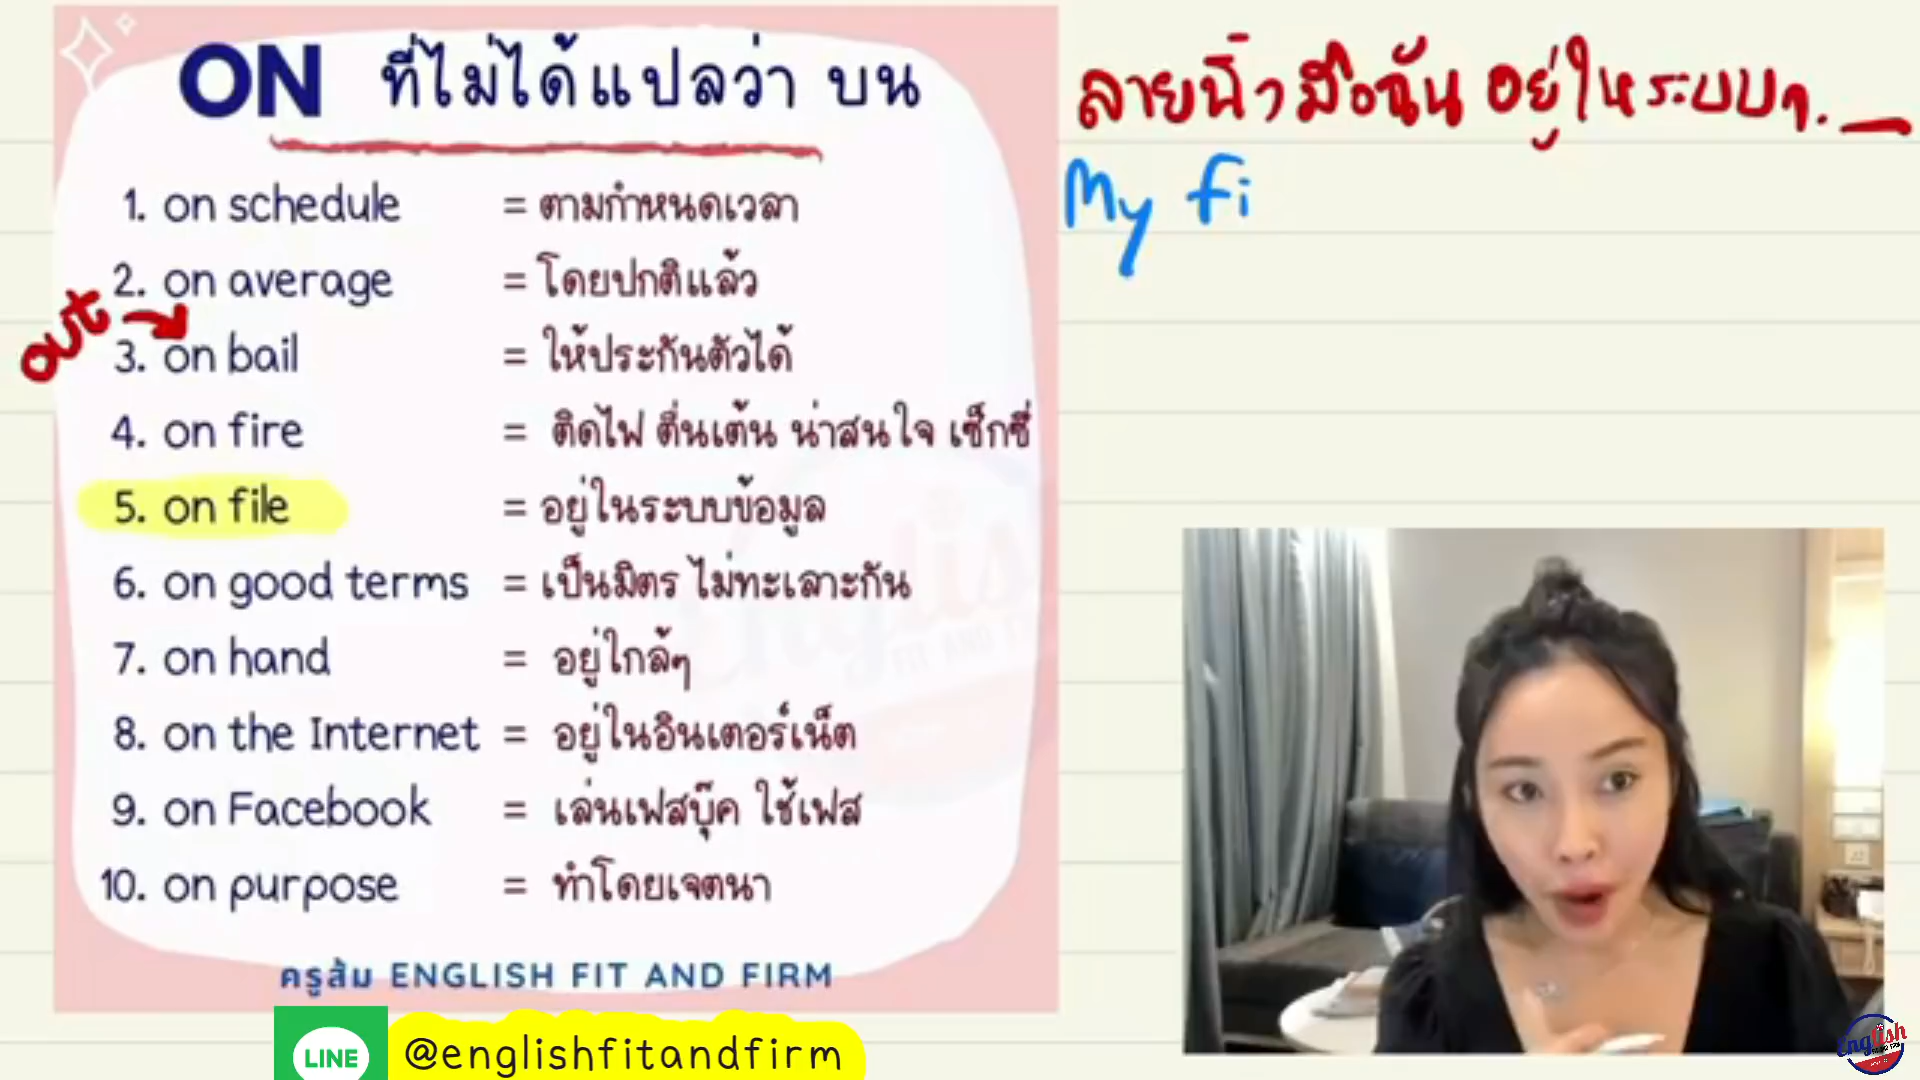 ON ที่ไม่ได้แปลว่า บน
1. on schedule = ตามกำหนดเวลา
2. on average = โดยปกติแล้ว
out
3. on bail = ให้ประกันตัวได้
4. on fire = ติดไฟ ตื่นเต้น น่าสนใจ เซ็กซี่
5. on file = อยู่ในระบบข้อมูล
6. on good terms = เป็นมิตร ไม่ทะเลาะกัน
7. on hand = อยู่ใกล้ๆ
8. on the Internet = อยู่ในอินเตอร์เน็ต
9. on Facebook = เล่นเฟสบุ๊ค ใช้เฟส
10. on purpose = ทำโดยเจตนา
ครูส้ม ENGLISH FIT AND FIRM
LINE @englishfitandfirm
ลายนิ้วมือฉัน อยู่ให
My fi
English